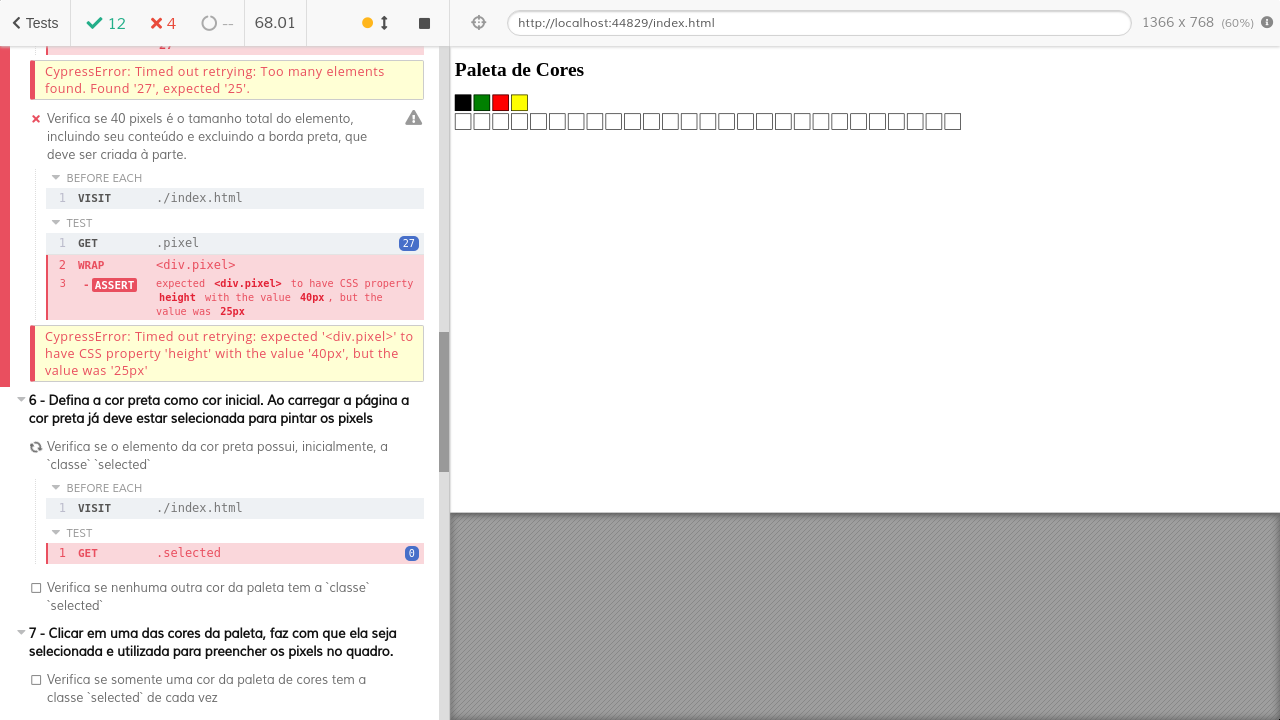 Tests
12
4
--
68.01
http://localhost:44829/index.html
1366 x 768 (60%)
CypressError: Timed out retrying: Too many elements
found. Found '27', expected '25'.
Verifica se 40 pixels é o tamanho total do elemento,
incluindo seu conteúdo e excluindo a borda preta, que
deve ser criada à parte.
BEFORE EACH
1 VISIT ./index.html
TEST
1 GET .pixel 27
2 WRAP <div.pixel>
3 -ASSERT expected <div.pixel> to have CSS property
height with the value 40px, but the
value was 25px
CypressError: Timed out retrying: expected '<div.pixel>' to
have CSS property 'height' with the value '40px', but the
value was '25px'
6 - Defina a cor preta como cor inicial. Ao carregar a página a
cor preta já deve estar selecionada para pintar os pixels
Verifica se o elemento da cor preta possui, inicialmente, a
`classe` `selected`
BEFORE EACH
1 VISIT ./index.html
TEST
1 GET .selected 0
Verifica se nenhuma outra cor da paleta tem a `classe`
`selected`
7 - Clicar em uma das cores da paleta, faz com que ela seja
selecionada e utilizada para preencher os pixels no quadro.
Verifica se somente uma cor da paleta de cores tem a
classe `selected` de cada vez
Paleta de Cores